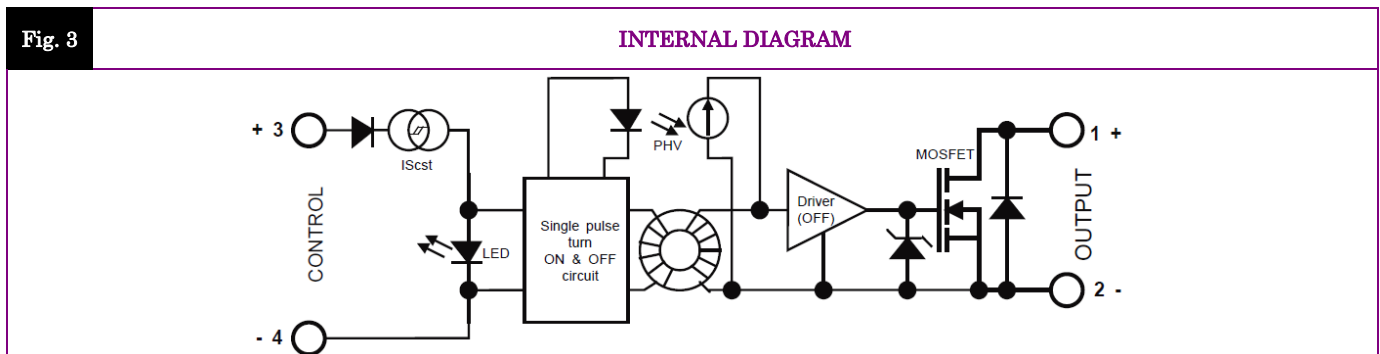 Fig. 3
INTERNAL DIAGRAM
+ 3
IScst
CONTROL
LED
- 4
Single pulse
turn
ON & OFF
circuit
PHV
Driver
(OFF)
MOSFET
1 +
OUTPUT
2 -